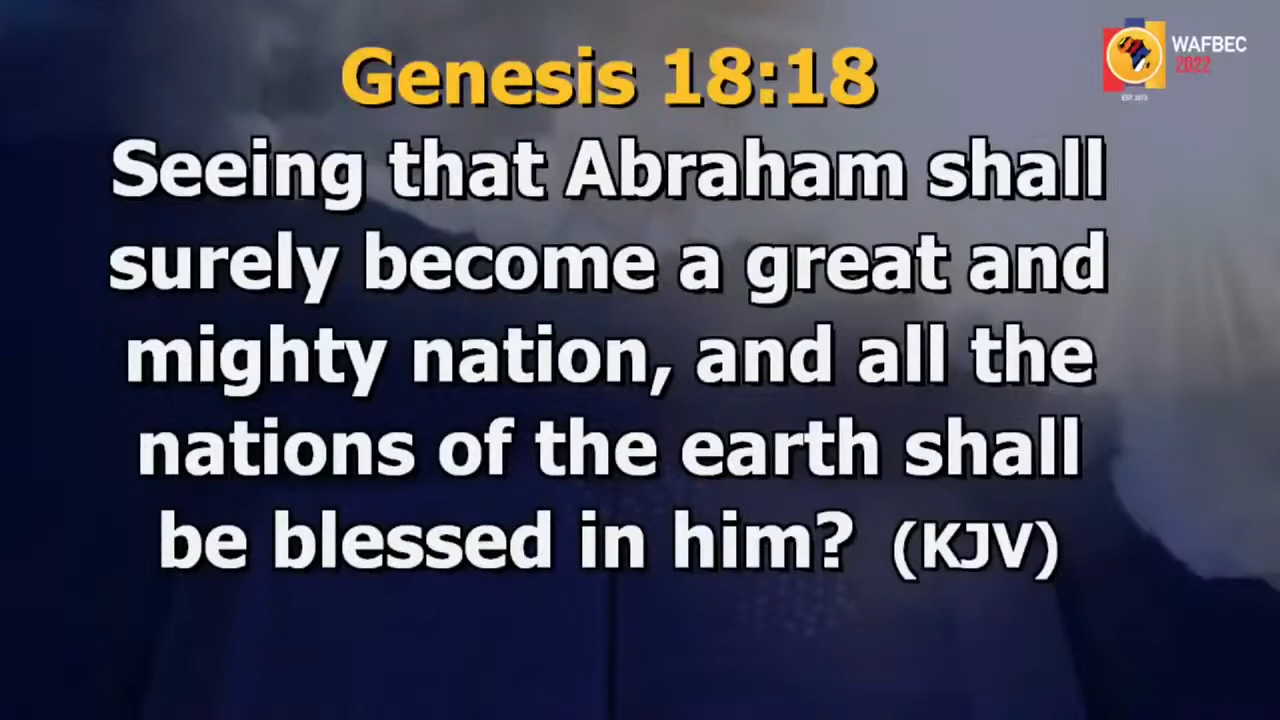 Genesis 18:18
WAFBEC
2022
Seeing that Abraham shall
surely become a great and
mighty nation, and all the
nations of the earth shall
be blessed in him? (KJV)